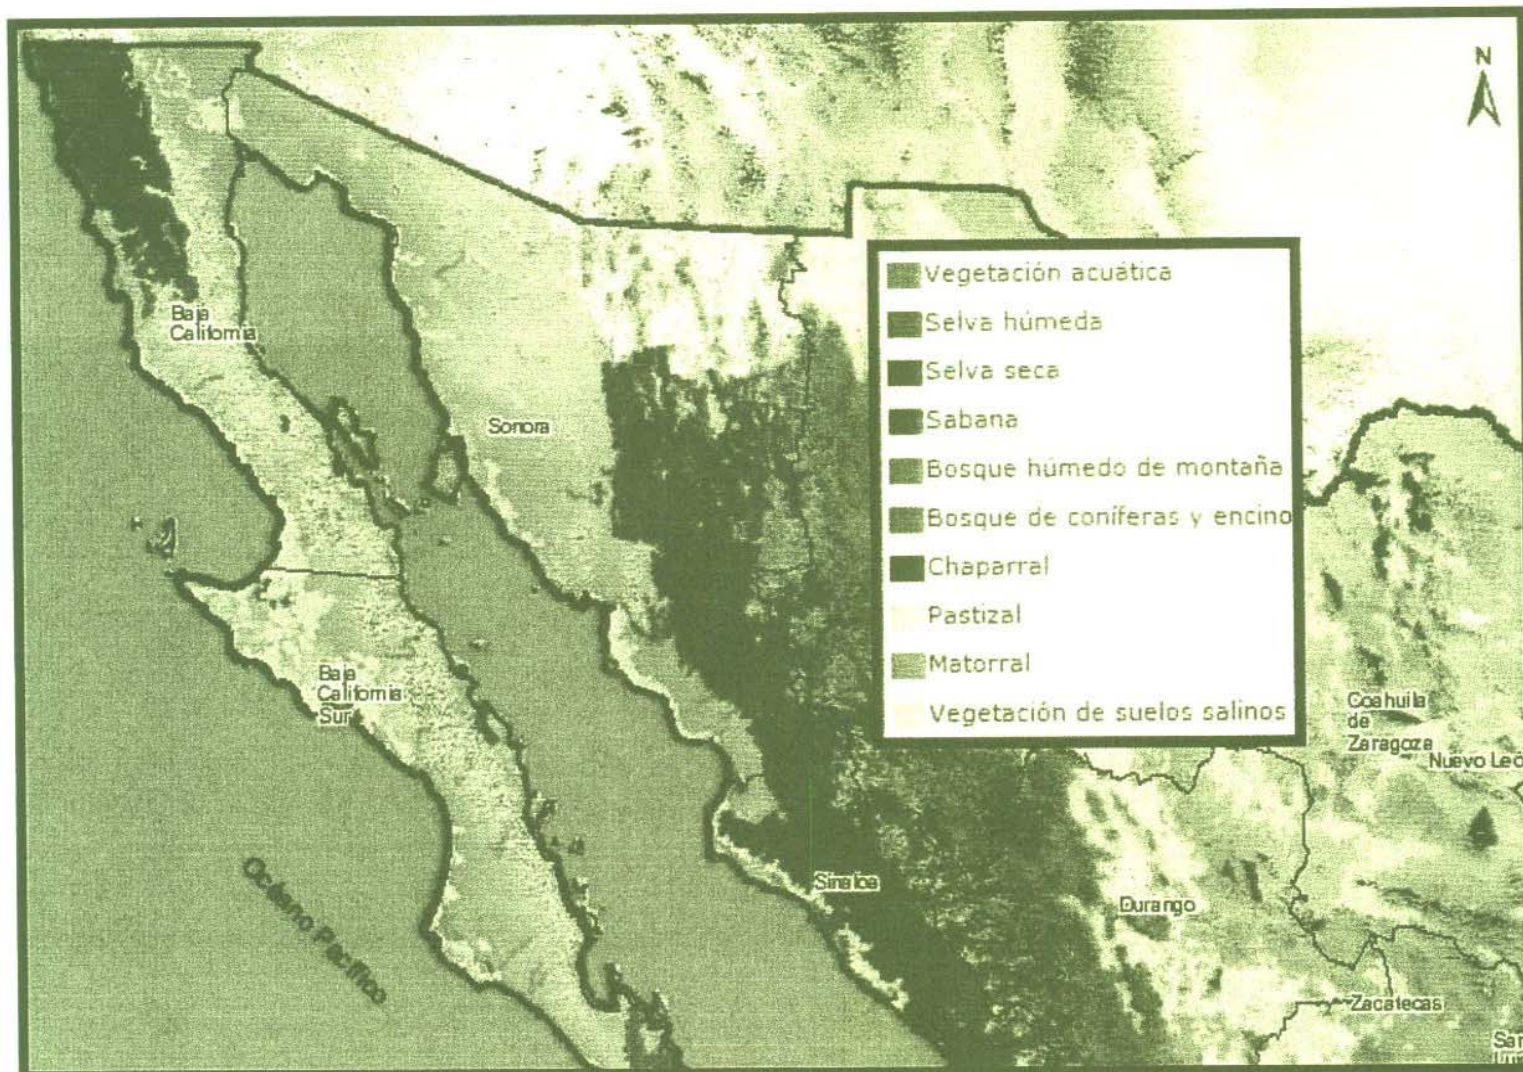 N
Vegetación acuática
Selva húmeda
Selva seca
Sabana
Bosque húmedo de montaña
Bosque de coníferas y encino
Chaparral
Pastizal
Matorral
Vegetación de suelos salinos
Baja
California
Sonora
Baja
California
Sur
Coahuila
de
Zaragoza
Nuevo Leó
Sinaloa
Durango
Océano Pacífico
Zacatecas
San